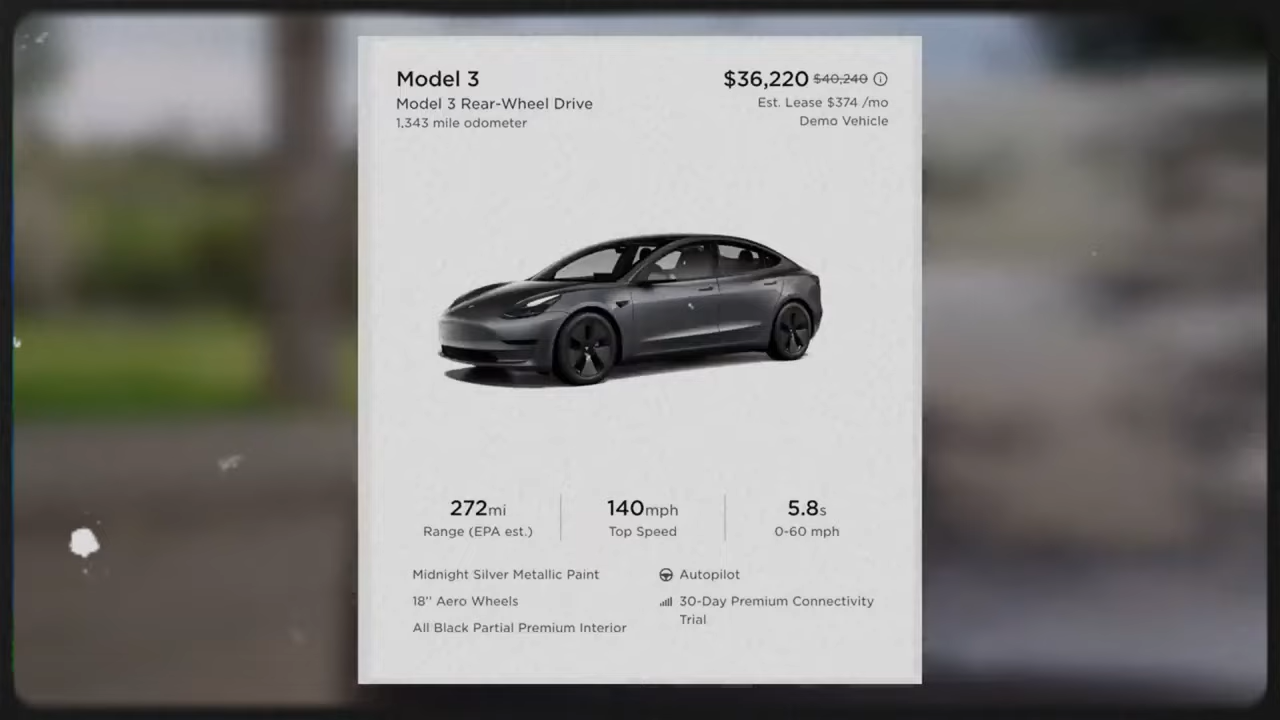 Model 3
$36,220 $40,240
Model 3 Rear-Wheel Drive
Est. Lease $374 /mo
1,343 mile odometer
Demo Vehicle
272mi
140mph
5.8s
Range (EPA est.)
Top Speed
0-60 mph
Midnight Silver Metallic Paint
Autopilot
18'' Aero Wheels
30-Day Premium Connectivity
Trial
All Black Partial Premium Interior